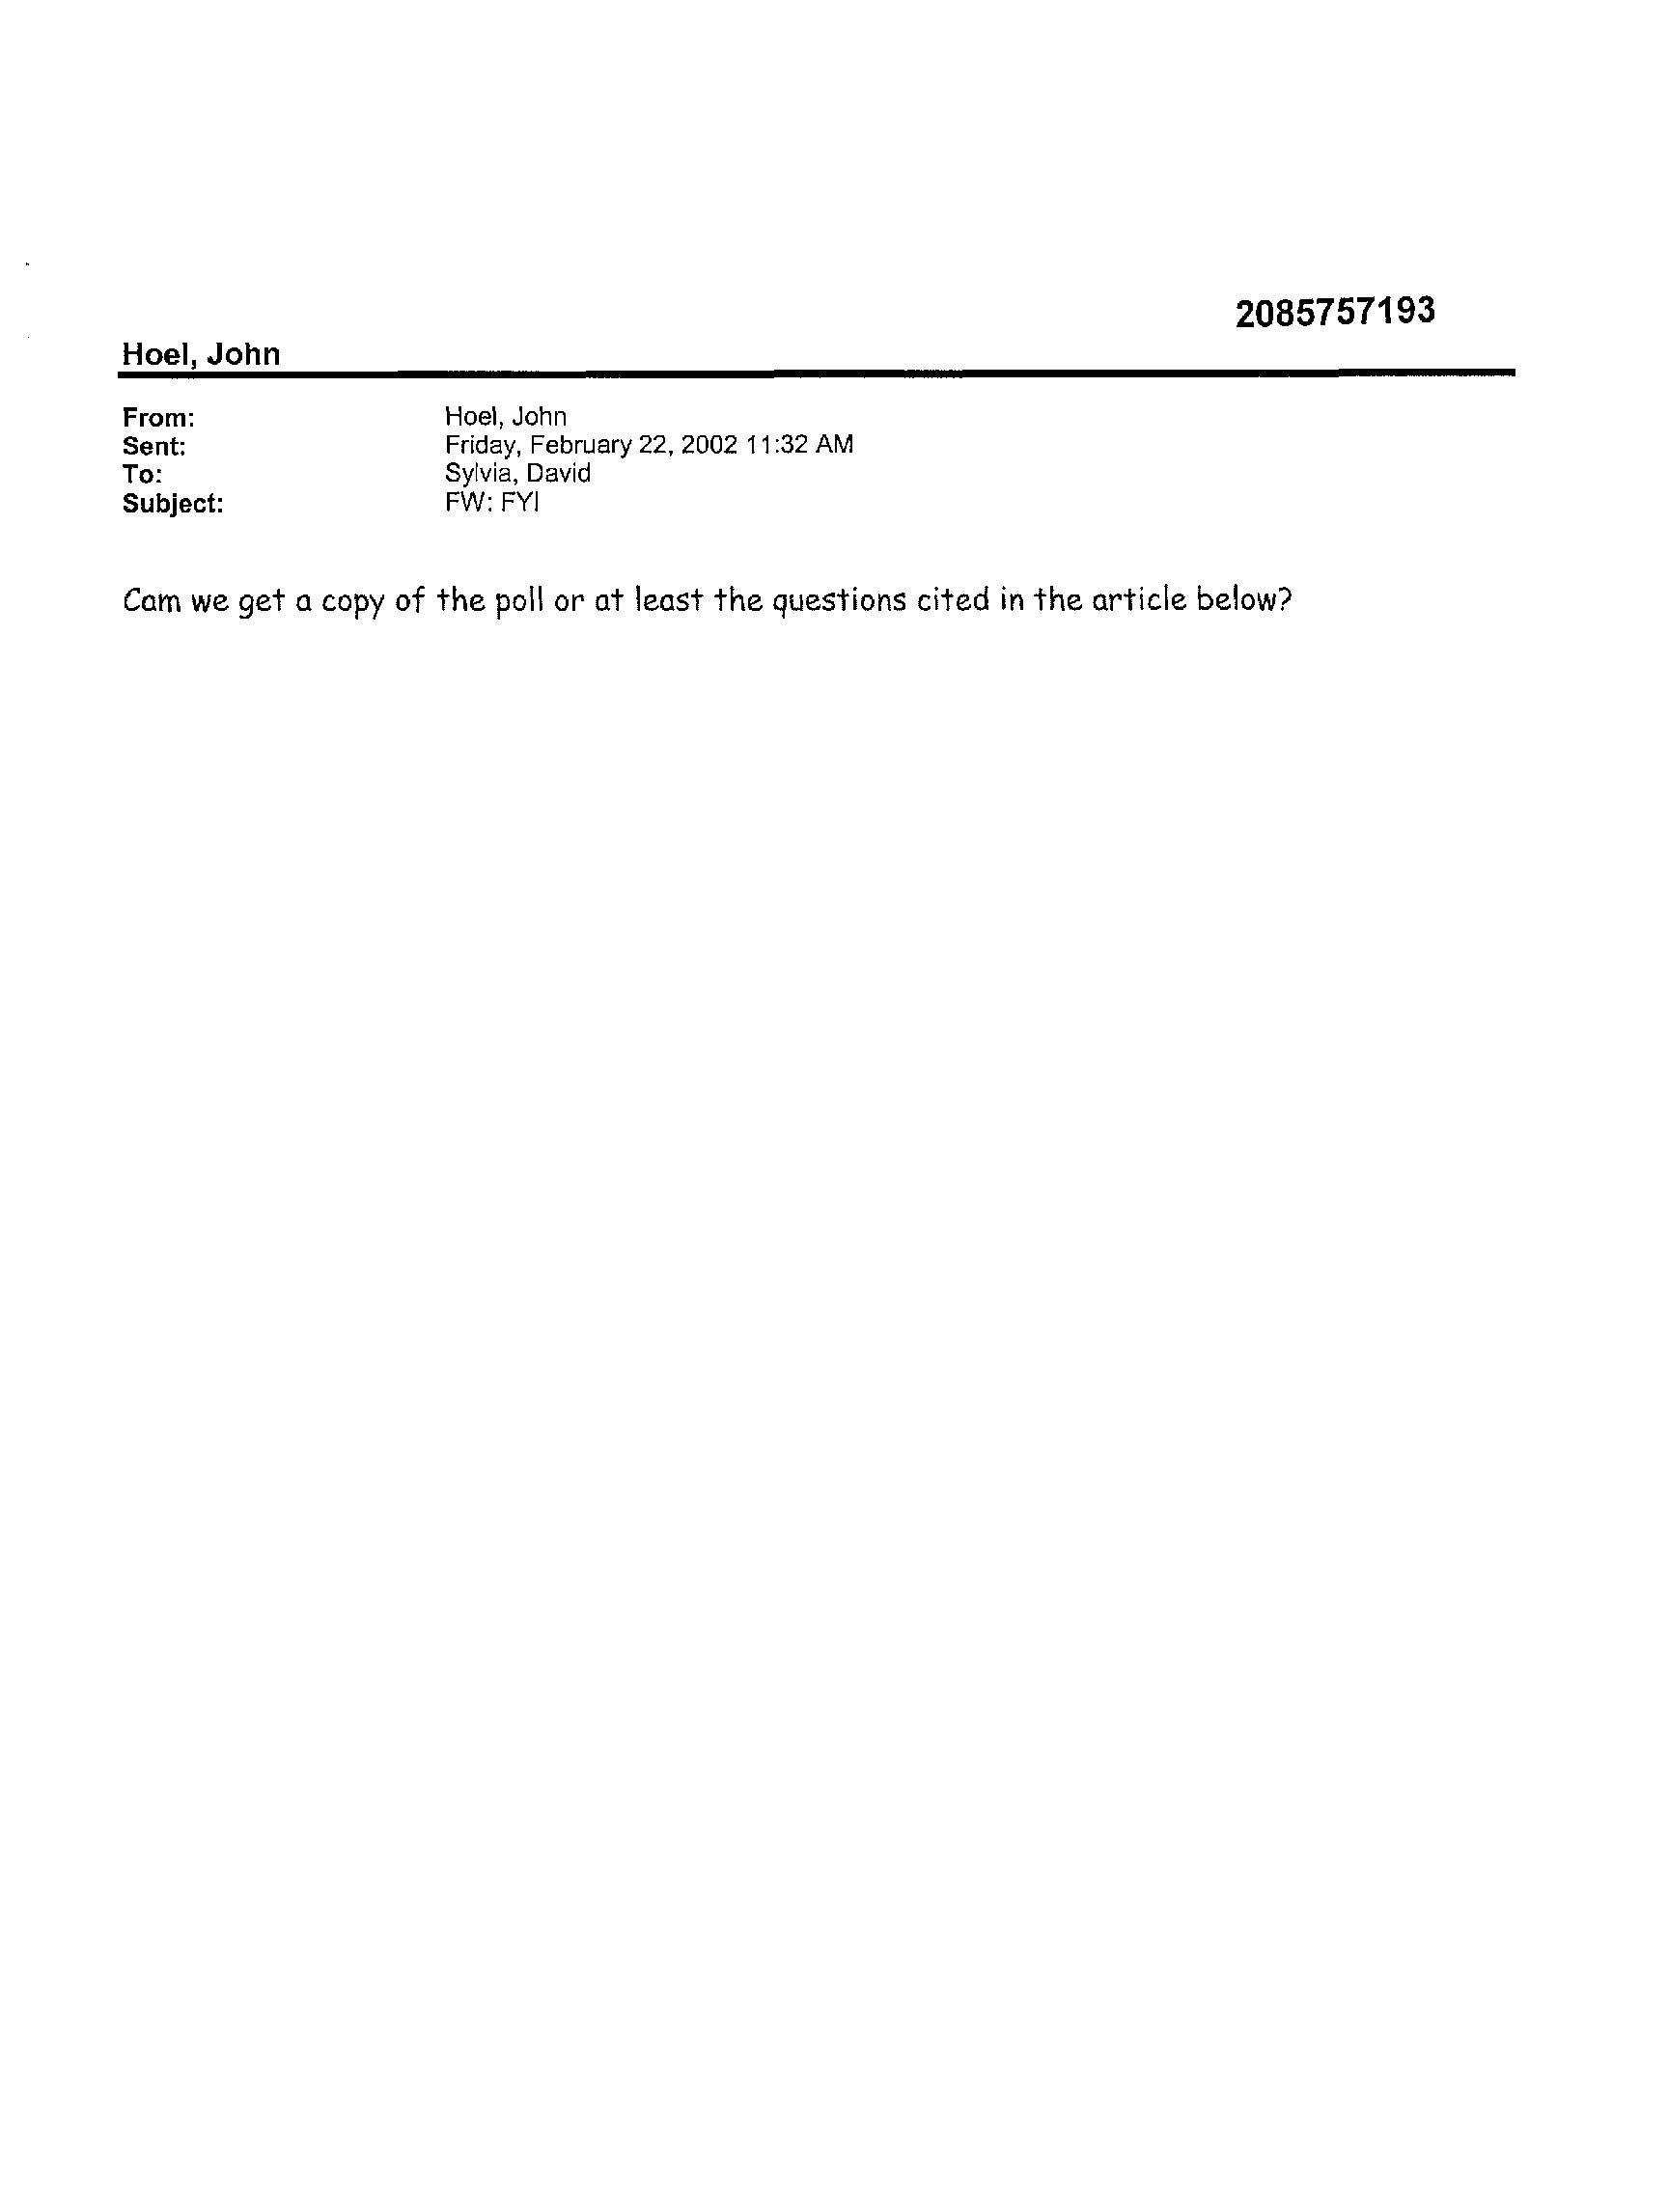 2085757193
Hoel, John
From: Hoel, John
Sent: Friday, February 22, 2002 11:32 AM
To: Sylvia, David
Subject: FW: FYI
Cam we get a copy of the poll or at least the questions cited in the article below?